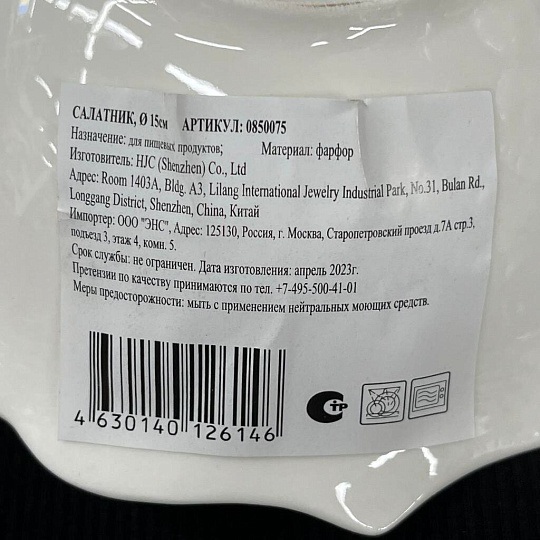 САЛАТНИК, Ø 15см АРТИКУЛ: 0850075
Назначение: для пищевых продуктов; Материал: фарфор
Изготовитель: HJC (Shenzhen) Co., Ltd
Адрес: Room 1403A, Bldg. A3, Lilang International Jewelry Industrial Park, No.31, Bulan Rd.,
Longgang District, Shenzhen, China, Китай
Импортер: ООО "ЭНС", Адрес: 125130, Россия, г. Москва, Старопетровский проезд д.7А стр.3,
подъезд 3, этаж 4, комн. 5.
Срок службы: не ограничен. Дата изготовления: апрель 2023г.
Претензии по качеству принимаются по тел. +7-495-500-41-01
Меры предосторожности: мыть с применением нейтральных моющих средств.
4 630140 126146
СТР